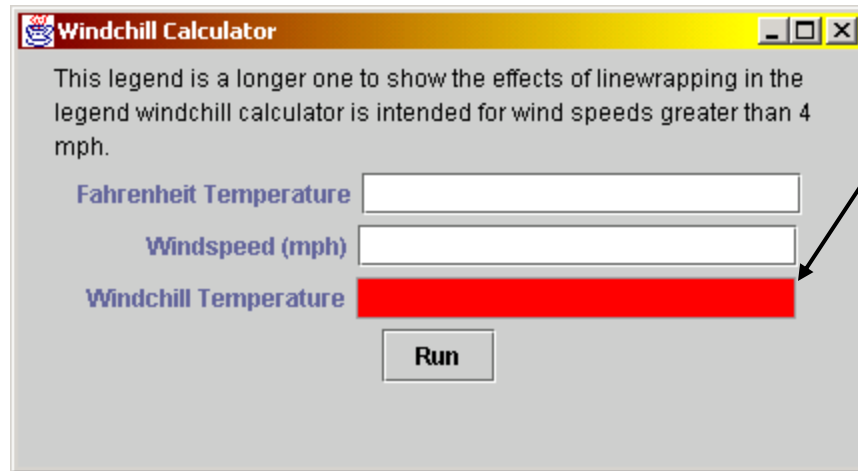 Windchill Calculator
This legend is a longer one to show the effects of linewrapping in the
legend windchill calculator is intended for wind speeds greater than 4
mph.
Fahrenheit Temperature
Windspeed (mph)
Windchill Temperature
Run